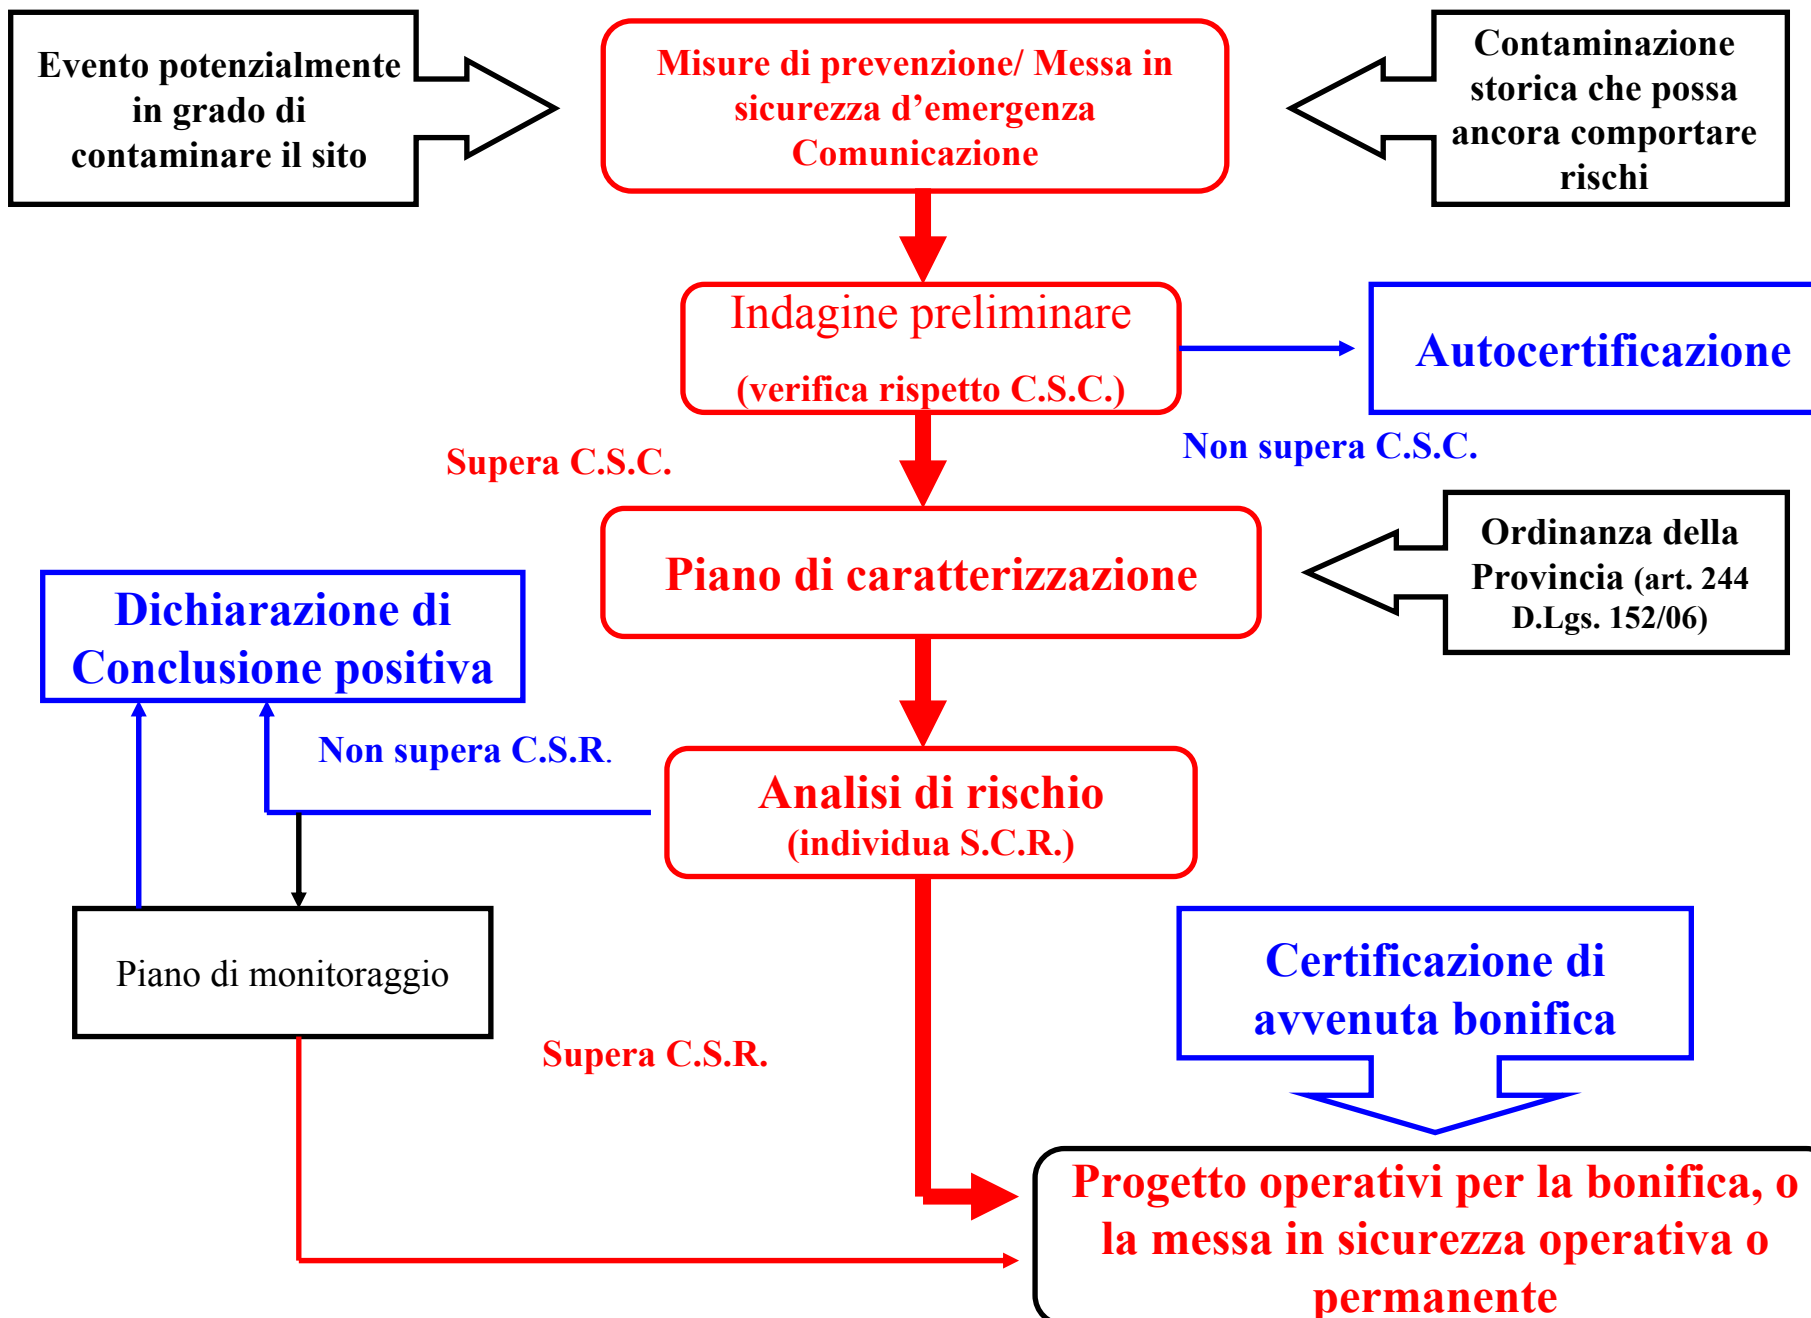 Evento potenzialmente
in grado di
contaminare il sito
Misure di prevenzione/ Messa in
sicurezza d’emergenza
Comunicazione
Contaminazione
storica che possa
ancora comportare
rischi
Indagine preliminare
(verifica rispetto C.S.C.)
Autocertificazione
Supera C.S.C.
Non supera C.S.C.
Piano di caratterizzazione
Ordinanza della
Provincia (art. 244
D.Lgs. 152/06)
Dichiarazione di
Conclusione positiva
Non supera C.S.R.
Analisi di rischio
(individua S.C.R.)
Piano di monitoraggio
Certificazione di
avvenuta bonifica
Supera C.S.R.
Progetto operativi per la bonifica, o
la messa in sicurezza operativa o
permanente